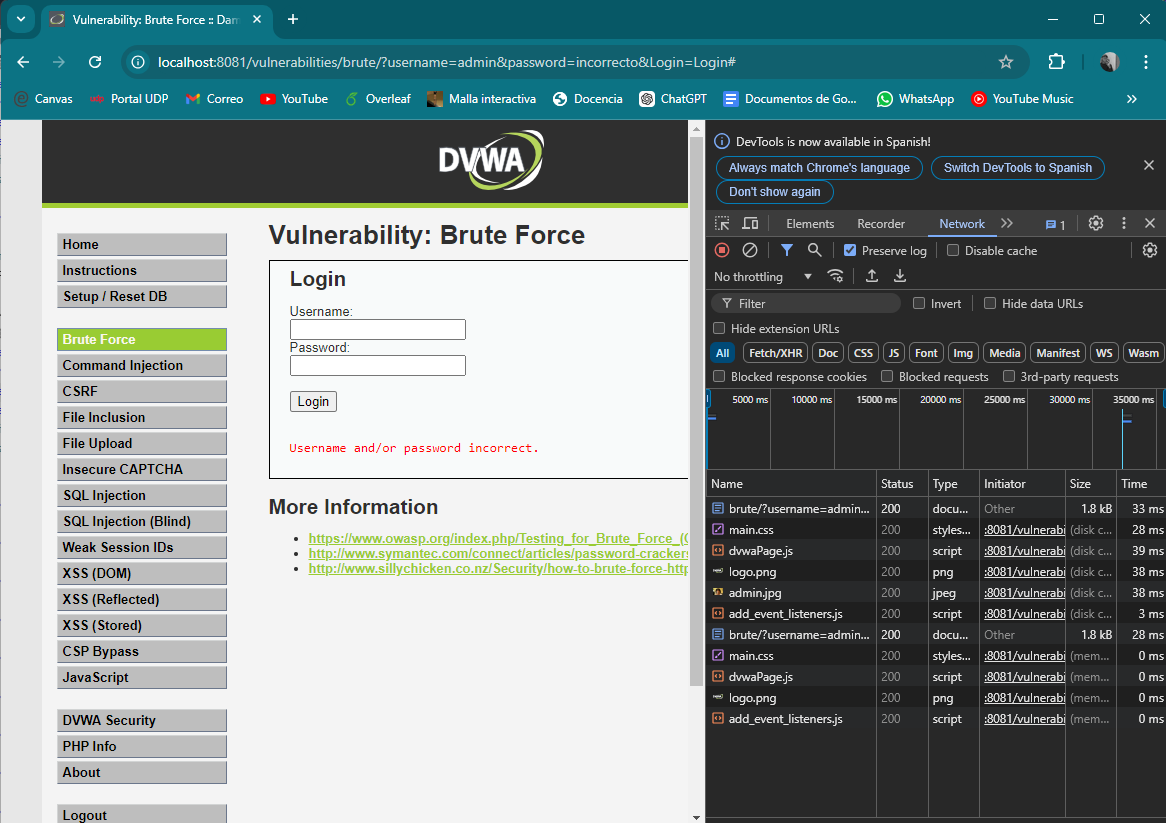 Vulnerability: Brute Force :: Dam
localhost:8081/vulnerabilities/brute/?username=admin&password=incorrecto&Login=Login#
Canvas Portal UDP Correo YouTube Overleaf Malla interactiva Docencia ChatGPT Documentos de Go... WhatsApp YouTube Music
DVWA
Home
Instructions
Setup / Reset DB
Brute Force
Command Injection
CSRF
File Inclusion
File Upload
Insecure CAPTCHA
SQL Injection
SQL Injection (Blind)
Weak Session IDs
XSS (DOM)
XSS (Reflected)
XSS (Stored)
CSP Bypass
JavaScript
DVWA Security
PHP Info
About
Logout
Vulnerability: Brute Force
Login
Username:
Password:
Login
Username and/or password incorrect.
More Information
https://www.owasp.org/index.php/Testing_for_Brute_Force_(
http://www.symantec.com/connect/articles/password-crackers
http://www.sillychicken.co.nz/Security/how-to-brute-force-http
DevTools is now available in Spanish!
Always match Chrome's language Switch DevTools to Spanish
Don't show again
Elements Recorder Network 1
Preserve log Disable cache
No throttling
Filter Invert Hide data URLs
Hide extension URLs
All Fetch/XHR Doc CSS JS Font Img Media Manifest WS Wasm
Blocked response cookies Blocked requests 3rd-party requests
5000 ms 10000 ms 15000 ms 20000 ms 25000 ms 30000 ms 35000 ms
Name Status Type Initiator Size Time
brute/?username=admin... 200 docu... Other 1.8 kB 33 ms
main.css 200 styles... :8081/vulnerabi (disk c... 28 ms
dvwaPage.js 200 script :8081/vulnerabi (disk c... 39 ms
logo.png 200 png :8081/vulnerabi (disk c... 38 ms
admin.jpg 200 jpeg :8081/vulnerabi (disk c... 38 ms
add_event_listeners.js 200 script :8081/vulnerabi (disk c... 3 ms
brute/?username=admin... 200 docu... Other 1.8 kB 28 ms
main.css 200 styles... :8081/vulnerabi (mem... 0 ms
dvwaPage.js 200 script :8081/vulnerabi (mem... 0 ms
logo.png 200 png :8081/vulnerabi (mem... 0 ms
add_event_listeners.js 200 script :8081/vulnerabi (mem... 0 ms